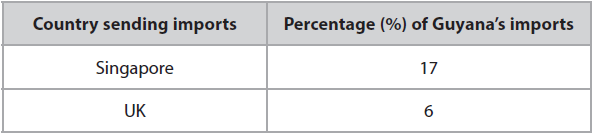 Country sending imports Percentage (%) of Guyana's imports
Singapore 17
UK 6